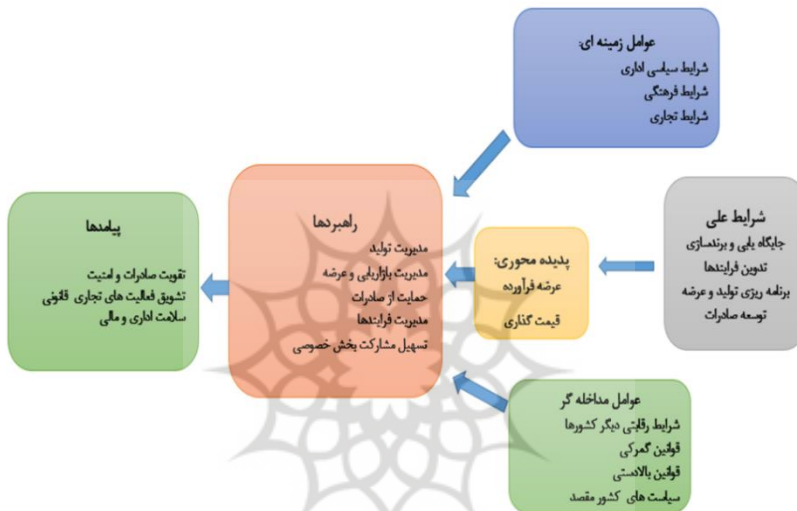 عوامل زمینه ای:
شرایط سیاسی اداری
شرایط فرهنگی
شرایط تجاری
شرایط علی
جایگاه یابی و برندسازی
تدوین فرایندها
برنامه ریزی تولید و عرضه
توسعه صادرات
پدیده محوری:
عرضه فرآورده
قیمت گذاری
راهبردها
مدیریت تولید
مدیریت بازاریابی و عرضه
حمایت از صادرات
مدیریت فرایندها
تسهیل مشارکت بخش خصوصی
پیامدها
تقویت صادرات و امنیت
تشویق فعالیت های تجاری قانونی
سلامت اداری و مالی
عوامل مداخله گر
شرایط رقابتی دیگر کشورها
قوانین گمرکی
قوانین بالادستی
سیاست های کشور مقصد